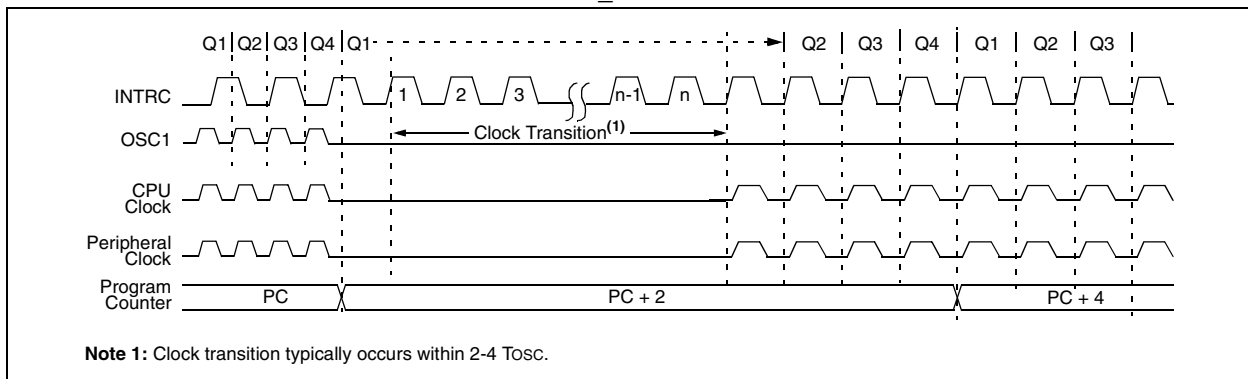 Q1 Q2 Q3 Q4 Q1 Q2 Q3 Q4 Q1 Q2 Q3
INTRC
1 2 3 n-1 n
OSC1
Clock Transition(1)
CPU
Clock
Peripheral
Clock
Program
Counter
PC PC + 2 PC + 4
Note 1: Clock transition typically occurs within 2-4 TOSC.